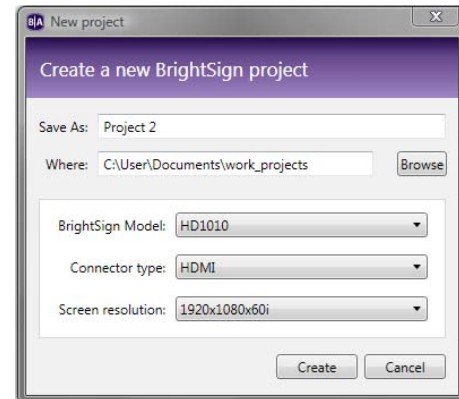 B|A New project
Create a new BrightSign project
Save As: Project 2
Where: C:\User\Documents\work_projects Browse
BrightSign Model: HD1010
Connector type: HDMI
Screen resolution: 1920x1080x60i
Create Cancel